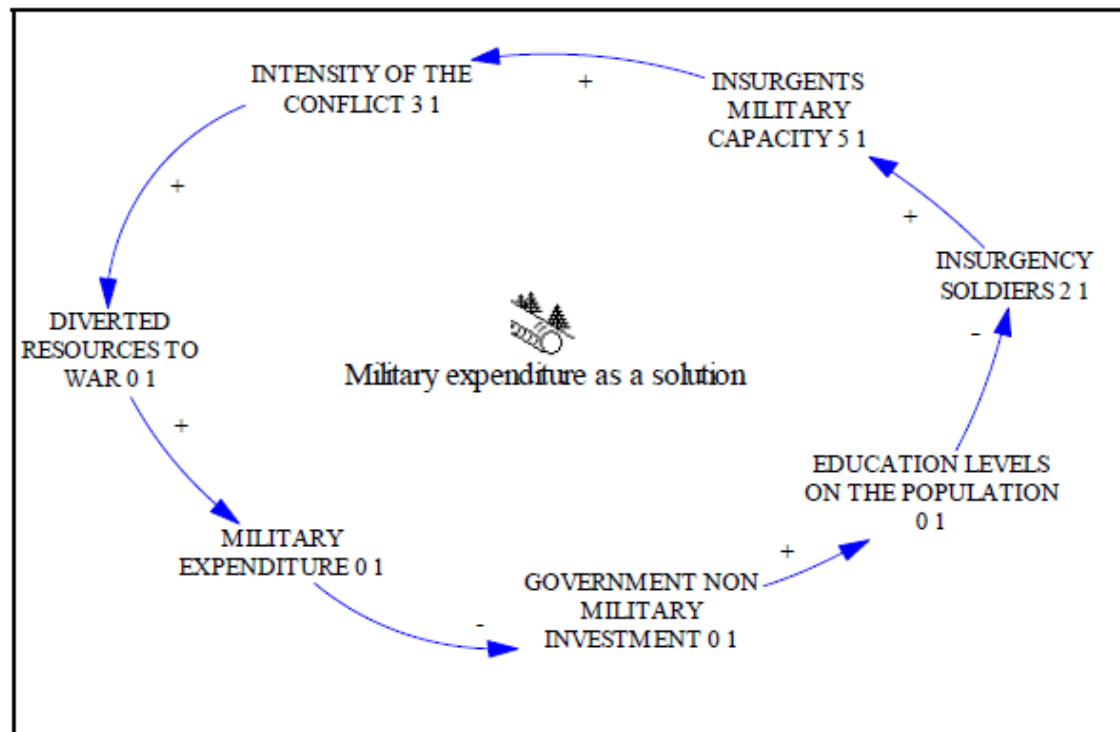 INTENSITY OF THE
CONFLICT 3 1
+
INSURGENTS
MILITARY
CAPACITY 5 1
+
+
INSURGENCY
SOLDIERS 2 1
-
DIVERTED
RESOURCES TO
WAR 0 1
+
Military expenditure as a solution
EDUCATION LEVELS
ON THE POPULATION
0 1
+
MILITARY
EXPENDITURE 0 1
-
GOVERNMENT NON
MILITARY
INVESTMENT 0 1